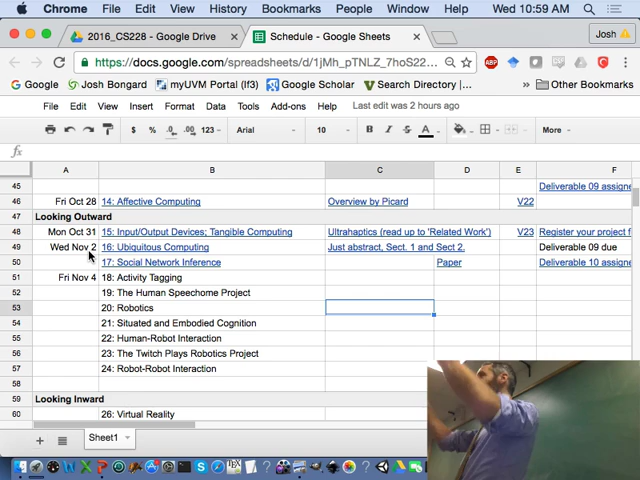 Chrome File Edit View History Bookmarks People Window Help Wed Nov 2 10:59 AM
2016_CS228 - Google Drive × Schedule - Google Sheets × Josh
https://docs.google.com/spreadsheets/d/1jMh_pTNLZ_7hoS22... ABP
Google Josh Bongard myUVM Portal (lf3) Google Scholar Search Directory... » Other Bookmarks
File Edit View Insert Format Data Tools Add-ons Help Last edit was 2 hours ago
$ % .0 .00 123 Arial 10 B I S A More
fx
A B C D E F
45 Deliverable 09 assigne
46 Fri Oct 28 14: Affective Computing Overview by Picard V22
47 Looking Outward
48 Mon Oct 31 15: Input/Output Devices; Tangible Computing Ultrahaptics (read up to 'Related Work') V23 Register your project f
49 Wed Nov 2 16: Ubiquitous Computing Just abstract, Sect. 1 and Sect 2. Deliverable 09 due
50 17: Social Network Inference Paper Deliverable 10 assigne
51 Fri Nov 4 18: Activity Tagging
52 19: The Human Speechome Project
53 20: Robotics
54 21: Situated and Embodied Cognition
55 22: Human-Robot Interaction
56 23: The Twitch Plays Robotics Project
57 24: Robot-Robot Interaction
58
59 Looking Inward
60 26: Virtual Reality
+ Sheet1